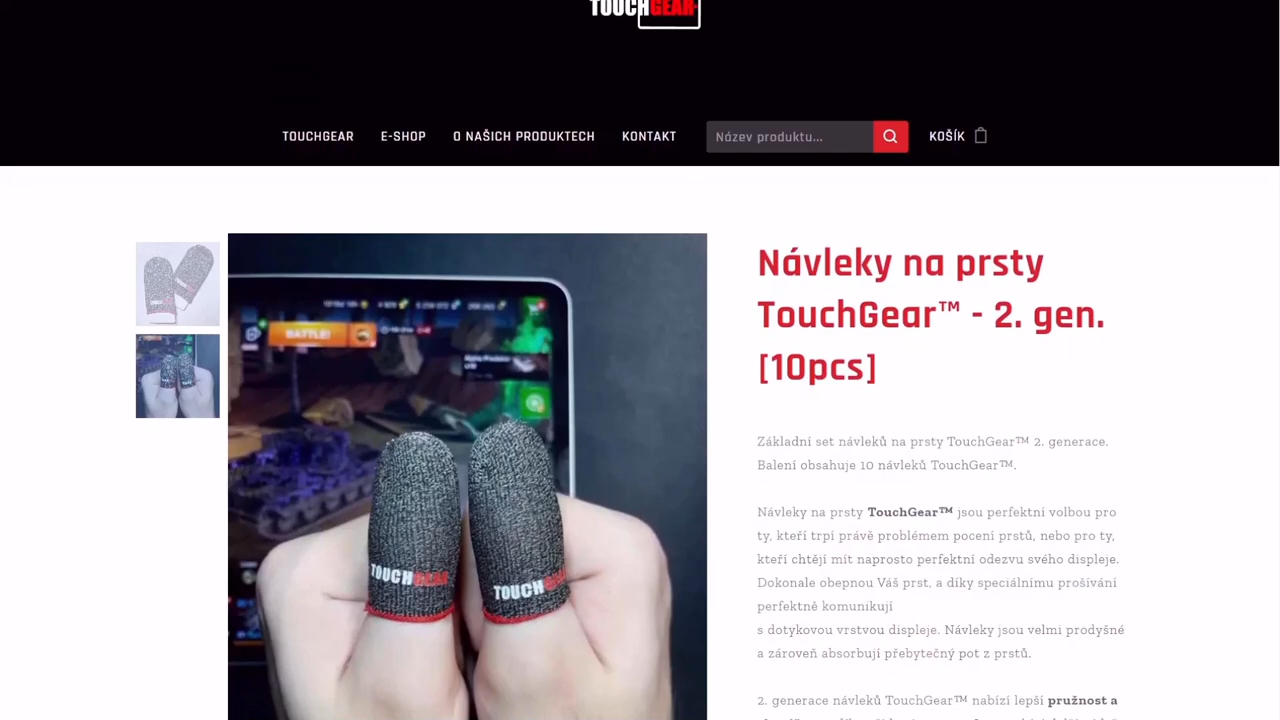 TOUCHGEAR
TOUCHGEAR
E-SHOP
O NAŠICH PRODUKTECH
KONTAKT
Název produktu...
KOŠÍK
BATTLE!
TOUCHGEAR
TOUCHGEAR
Návleky na prsty
TouchGear™ - 2. gen.
[10pcs]
Základní set návleků na prsty TouchGear™ 2. generace.
Balení obsahuje 10 návleků TouchGear™.
Návleky na prsty TouchGear™ jsou perfektní volbou pro
ty, kteří trpí právě problémem pocení prstů, nebo pro ty,
kteří chtějí mít naprosto perfektní odezvu svého displeje.
Dokonale obepnou Váš prst, a díky speciálnímu prošívání
perfektně komunikují
s dotykovou vrstvou displeje. Návleky jsou velmi prodyšné
a zároveň absorbují přebytečný pot z prstů.
2. generace návleků TouchGear™ nabízí lepší pružnost a